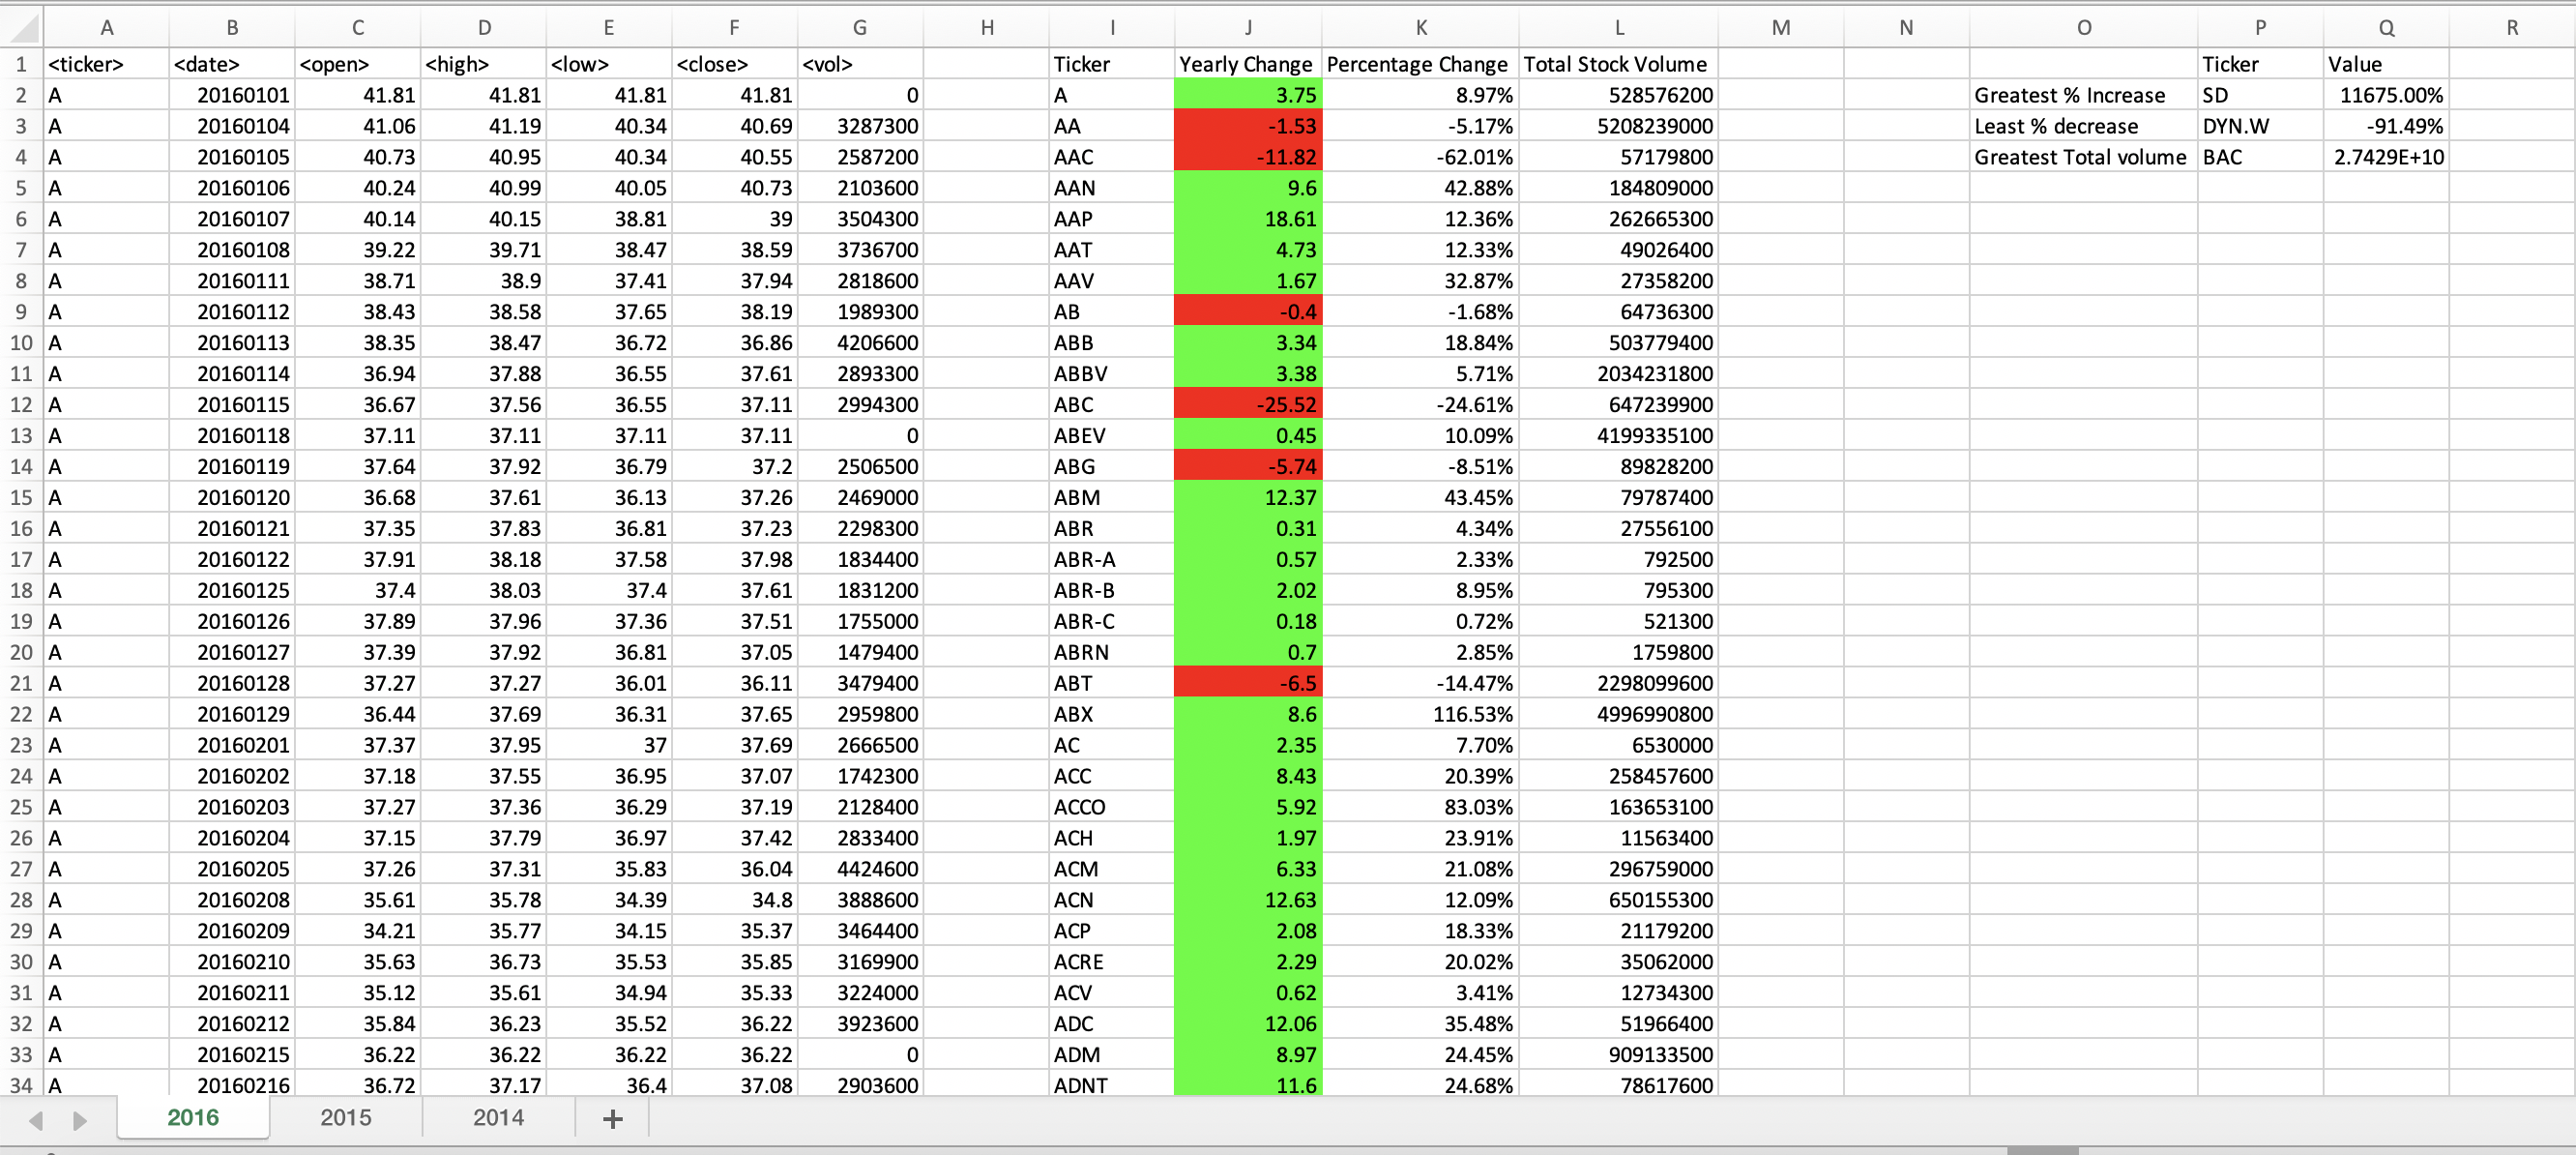 A B C D E F G H I J K L M N O P Q R
1 <ticker> <date> <open> <high> <low> <close> <vol> Ticker Yearly Change Percentage Change Total Stock Volume Ticker Value
2 A 20160101 41.81 41.81 41.81 41.81 0 A 3.75 8.97% 528576200 Greatest % Increase SD 11675.00%
3 A 20160104 41.06 41.19 40.34 40.69 3287300 AA -1.53 -5.17% 5208239000 Least % decrease DYN.W -91.49%
4 A 20160105 40.73 40.95 40.34 40.55 2587200 AAC -11.82 -62.01% 57179800 Greatest Total volume BAC 2.7429E+10
5 A 20160106 40.24 40.99 40.05 40.73 2103600 AAN 9.6 42.88% 184809000
6 A 20160107 40.14 40.15 38.81 39 3504300 AAP 18.61 12.36% 262665300
7 A 20160108 39.22 39.71 38.47 38.59 3736700 AAT 4.73 12.33% 49026400
8 A 20160111 38.71 38.9 37.41 37.94 2818600 AAV 1.67 32.87% 27358200
9 A 20160112 38.43 38.58 37.65 38.19 1989300 AB -0.4 -1.68% 64736300
10 A 20160113 38.35 38.47 36.72 36.86 4206600 ABB 3.34 18.84% 503779400
11 A 20160114 36.94 37.88 36.55 37.61 2893300 ABBV 3.38 5.71% 2034231800
12 A 20160115 36.67 37.56 36.55 37.11 2994300 ABC -25.52 -24.61% 647239900
13 A 20160118 37.11 37.11 37.11 37.11 0 ABEV 0.45 10.09% 4199335100
14 A 20160119 37.64 37.92 36.79 37.2 2506500 ABG -5.74 -8.51% 89828200
15 A 20160120 36.68 37.61 36.13 37.26 2469000 ABM 12.37 43.45% 79787400
16 A 20160121 37.35 37.83 36.81 37.23 2298300 ABR 0.31 4.34% 27556100
17 A 20160122 37.91 38.18 37.58 37.98 1834400 ABR-A 0.57 2.33% 792500
18 A 20160125 37.4 38.03 37.4 37.61 1831200 ABR-B 2.02 8.95% 795300
19 A 20160126 37.89 37.96 37.36 37.51 1755000 ABR-C 0.18 0.72% 521300
20 A 20160127 37.39 37.92 36.81 37.05 1479400 ABRN 0.7 2.85% 1759800
21 A 20160128 37.27 37.27 36.01 36.11 3479400 ABT -6.5 -14.47% 2298099600
22 A 20160129 36.44 37.69 36.31 37.65 2959800 ABX 8.6 116.53% 4996990800
23 A 20160201 37.37 37.95 37 37.69 2666500 AC 2.35 7.70% 6530000
24 A 20160202 37.18 37.55 36.95 37.07 1742300 ACC 8.43 20.39% 258457600
25 A 20160203 37.27 37.36 36.29 37.19 2128400 ACCO 5.92 83.03% 163653100
26 A 20160204 37.15 37.79 36.97 37.42 2833400 ACH 1.97 23.91% 11563400
27 A 20160205 37.26 37.31 35.83 36.04 4424600 ACM 6.33 21.08% 296759000
28 A 20160208 35.61 35.78 34.39 34.8 3888600 ACN 12.63 12.09% 650155300
29 A 20160209 34.21 35.77 34.15 35.37 3464400 ACP 2.08 18.33% 21179200
30 A 20160210 35.63 36.73 35.53 35.85 3169900 ACRE 2.29 20.02% 35062000
31 A 20160211 35.12 35.61 34.94 35.33 3224000 ACV 0.62 3.41% 12734300
32 A 20160212 35.84 36.23 35.52 36.22 3923600 ADC 12.06 35.48% 51966400
33 A 20160215 36.22 36.22 36.22 36.22 0 ADM 8.97 24.45% 909133500
34 A 20160216 36.72 37.17 36.4 37.08 2903600 ADNT 11.6 24.68% 78617600
2016 2015 2014 +